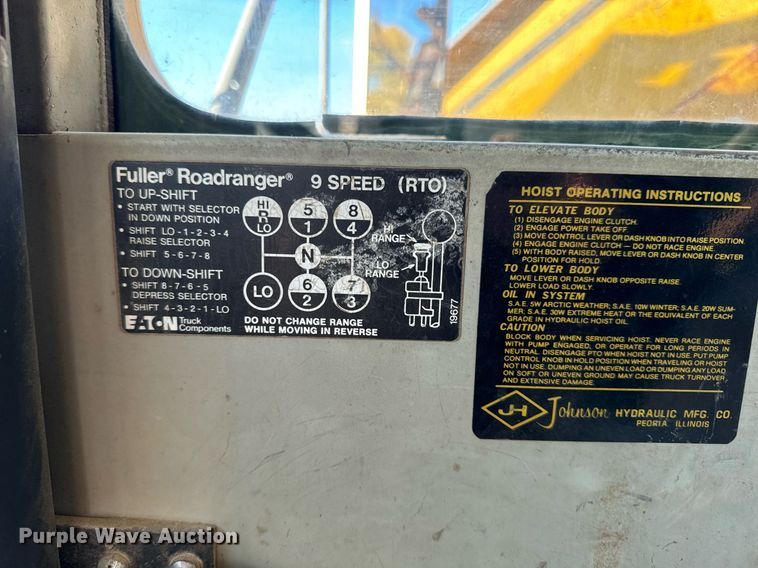 Fuller® Roadranger® 9 SPEED (RTO)
TO UP-SHIFT
• START WITH SELECTOR
IN DOWN POSITION
• SHIFT LO-1-2-3-4
RAISE SELECTOR
• SHIFT 5-6-7-8
TO DOWN-SHIFT
• SHIFT 8-7-6-5
DEPRESS SELECTOR
• SHIFT 4-3-2-1-LO
EATON Truck
Components
HI
R
LO
5
1
8
4
N
LO
6
2
7
3
HI
RANGE
LO
RANGE
DO NOT CHANGE RANGE
WHILE MOVING IN REVERSE
19677
HOIST OPERATING INSTRUCTIONS
TO ELEVATE BODY
(1) DISENGAGE ENGINE CLUTCH.
(2) ENGAGE POWER TAKE OFF
(3) MOVE CONTROL LEVER OR DASH KNOB INTO RAISE POSITION.
(4) ENGAGE ENGINE CLUTCH — DO NOT RACE ENGINE.
(5) WITH BODY RAISED, MOVE LEVER OR DASH KNOB IN CENTER
POSITION FOR HOLD.
TO LOWER BODY
MOVE LEVER OR DASH KNOB OPPOSITE RAISE.
LOWER LOAD SLOWLY.
OIL IN SYSTEM
S.A.E. 5W ARCTIC WEATHER; S.A.E. 10W WINTER; S.A.E. 20W SUM-
MER; S.A.E. 30W EXTREME HEAT OR THE EQUIVALENT OF EACH
GRADE IN HYDRAULIC HOIST OIL.
CAUTION
BLOCK BODY WHEN SERVICING HOIST. NEVER RACE ENGINE
WITH PUMP ENGAGED, OR OPERATE FOR LONG PERIODS IN
NEUTRAL. DISENGAGE PTO WHEN HOIST NOT IN USE. PUT PUMP
CONTROL KNOB IN HOLD POSITION WHEN TRAVELING OR HOIST
NOT IN USE. DUMPING AN UNEVEN LOAD OR DUMPING ANY LOAD
ON SOFT OR UNEVEN GROUND MAY CAUSE TRUCK TURNOVER
AND EXTENSIVE DAMAGE.
JH Johnson HYDRAULIC MFG. CO.
PEORIA ILLINOIS
Purple Wave Auction®